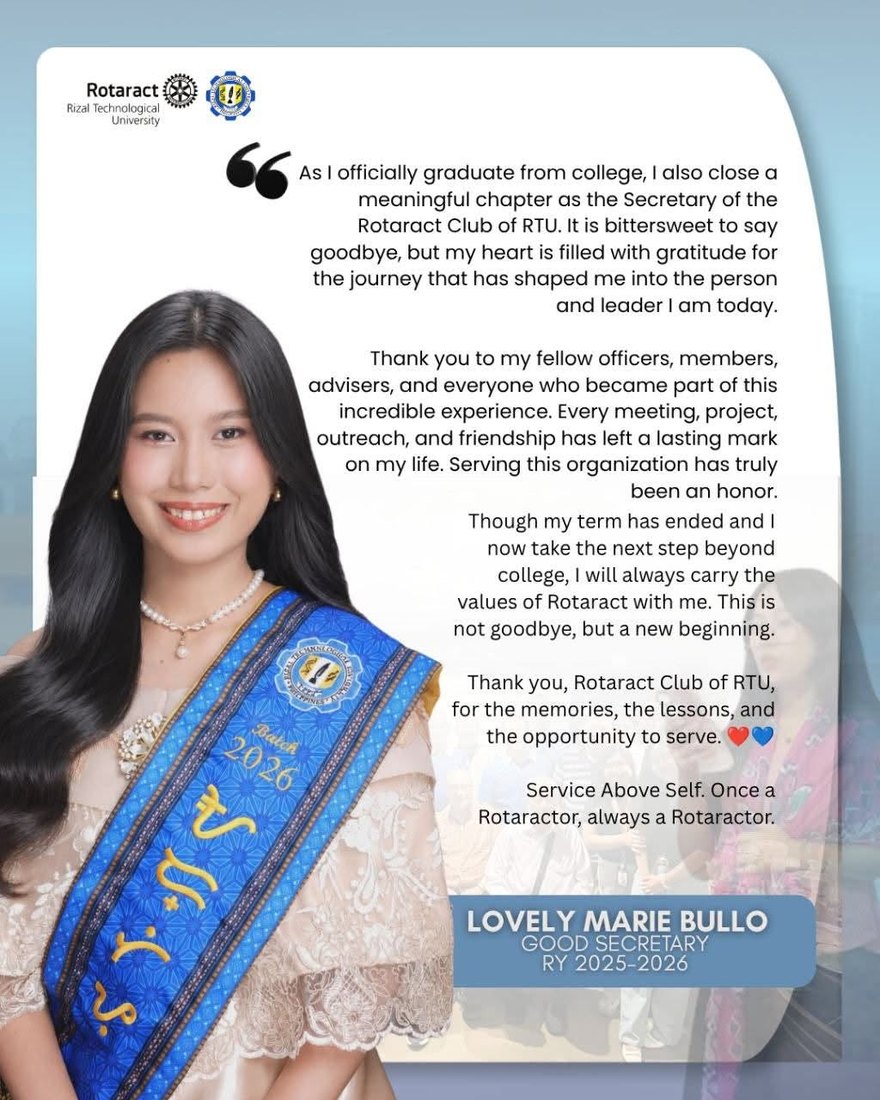 Rotaract
Rizal Technological
University
As I officially graduate from college, I also close a
meaningful chapter as the Secretary of the
Rotaract Club of RTU. It is bittersweet to say
goodbye, but my heart is filled with gratitude for
the journey that has shaped me into the person
and leader I am today.
Thank you to my fellow officers, members,
advisers, and everyone who became part of this
incredible experience. Every meeting, project,
outreach, and friendship has left a lasting mark
on my life. Serving this organization has truly
been an honor.
Though my term has ended and I
now take the next step beyond
college, I will always carry the
values of Rotaract with me. This is
not goodbye, but a new beginning.
Thank you, Rotaract Club of RTU,
for the memories, the lessons, and
the opportunity to serve. ❤️💙
Service Above Self. Once a
Rotaractor, always a Rotaractor.
RIZAL TECHNOLOGICAL UNIVERSITY
PHILIPPINES
Batch
2026
LOVELY MARIE BULLO
GOOD SECRETARY
RY 2025-2026